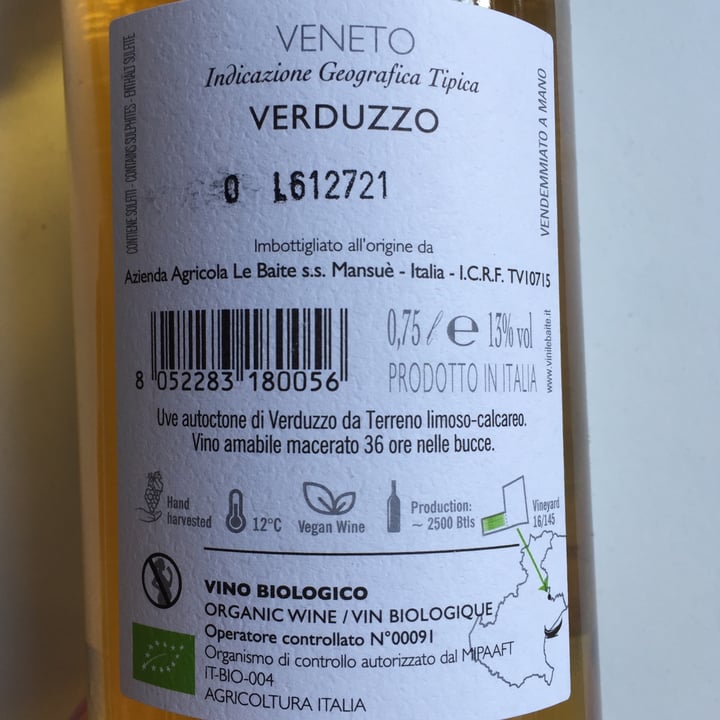 VENETO
Indicazione Geografica Tipica
VERDUZZO
CONTIENE SOLFITI - CONTAINS SULPHITES - ENTHÄLT SULFITE
VENDEMMIATO A MANO
O L612721
Imbottigliato all'origine da
Azienda Agricola Le Baite s.s. Mansuè - Italia - I.C.R.F. TV10715
8 052283 180056
0,75 ℓ e 13% vol
PRODOTTO IN ITALIA
www.vinilebaite.it
Uve autoctone di Verduzzo da Terreno limoso-calcareo.
Vino amabile macerato 36 ore nelle bucce.
Hand
harvested
12°C
Vegan Wine
Production:
~ 2500 Btls
Vineyard
16/145
VINO BIOLOGICO
ORGANIC WINE / VIN BIOLOGIQUE
Operatore controllato N°00091
Organismo di controllo autorizzato dal MIPAAFT
IT-BIO-004
AGRICOLTURA ITALIA